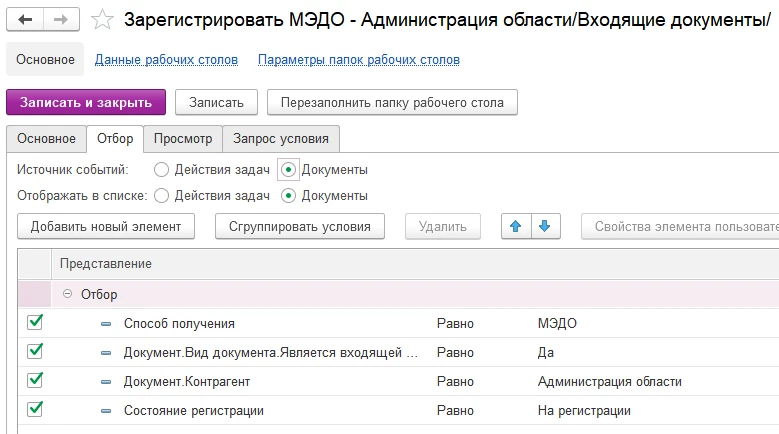 Зарегистрировать МЭДО - Администрация области/Входящие документы/
Основное Данные рабочих столов Параметры папок рабочих столов
Записать и закрыть Записать Перезаполнить папку рабочего стола
Основное Отбор Просмотр Запрос условия
Источник событий: Действия задач Документы
Отображать в списке: Действия задач Документы
Добавить новый элемент Сгруппировать условия Удалить Свойства элемента пользовате
Представление
Отбор
Способ получения Равно МЭДО
Документ.Вид документа.Является входящей ... Равно Да
Документ.Контрагент Равно Администрация области
Состояние регистрации Равно На регистрации